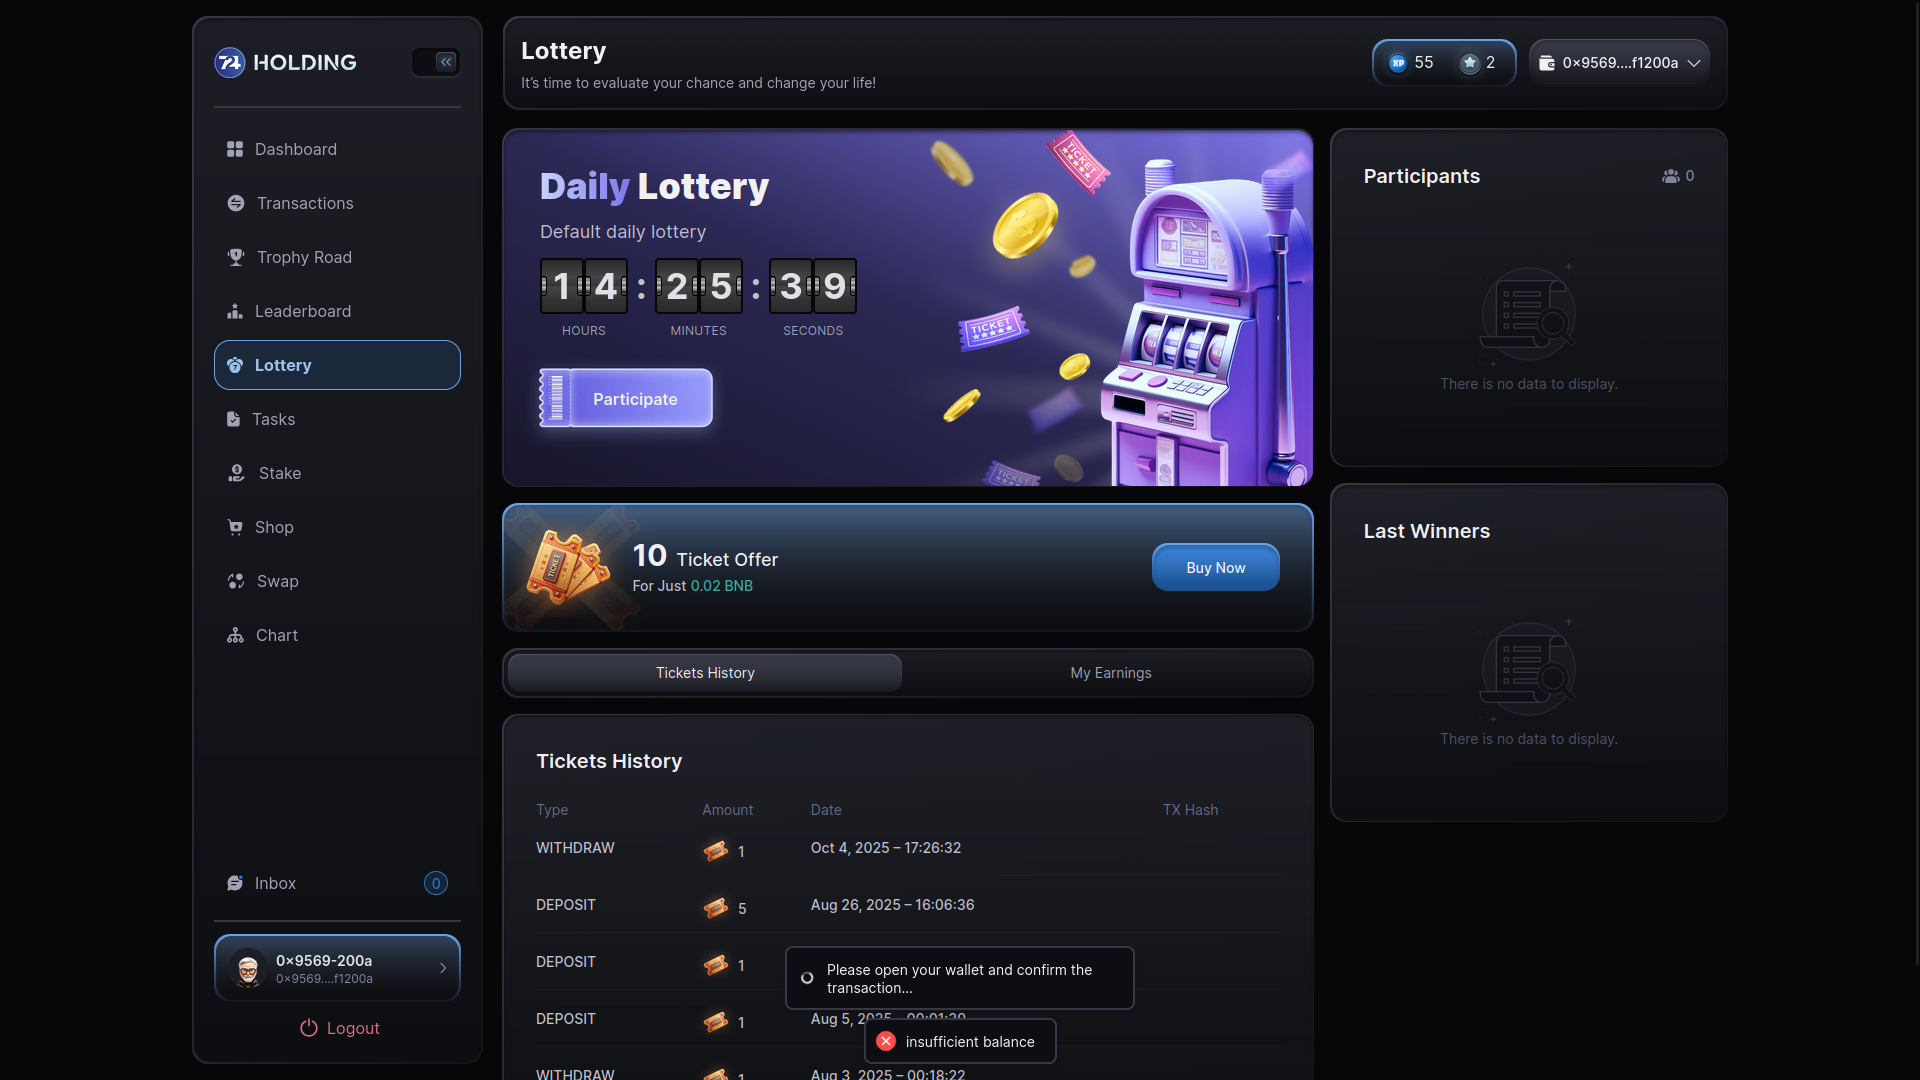 74 HOLDING
Dashboard
Transactions
Trophy Road
Leaderboard
Lottery
Tasks
Stake
Shop
Swap
Chart
Inbox
0
0×9569-200a
0×9569....f1200a
Logout
Lottery
It's time to evaluate your chance and change your life!
XP 55 2
0×9569....f1200a
Daily Lottery
Default daily lottery
14 : 25 : 39
HOURS MINUTES SECONDS
Participate
TICKET
TICKET
TICKET
TICKET
10 Ticket Offer
For Just 0.02 BNB
Buy Now
Tickets History
My Earnings
Tickets History
Type Amount Date TX Hash
WITHDRAW 1 Oct 4, 2025 – 17:26:32
DEPOSIT 5 Aug 26, 2025 – 16:06:36
DEPOSIT 1
DEPOSIT 1 Aug 5, 2025 – 00:01:39
WITHDRAW 1 Aug 3, 2025 – 00:18:22
Please open your wallet and confirm the
transaction...
insufficient balance
Participants
0
There is no data to display.
Last Winners
There is no data to display.